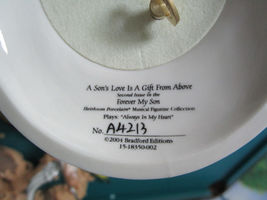 A Son's Love Is A Gift From Above
Second Issue in the
Forever My Son
Heirloom Porcelain® Musical Figurine Collection
Plays: "Always In My Heart"
No. A4213
©2004 Bradford Editions
15-18350-002